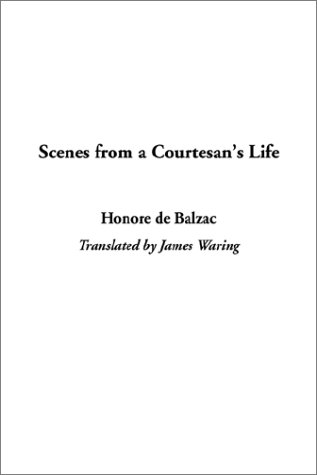 Scenes from a Courtesan's Life
Honore de Balzac
Translated by James Waring